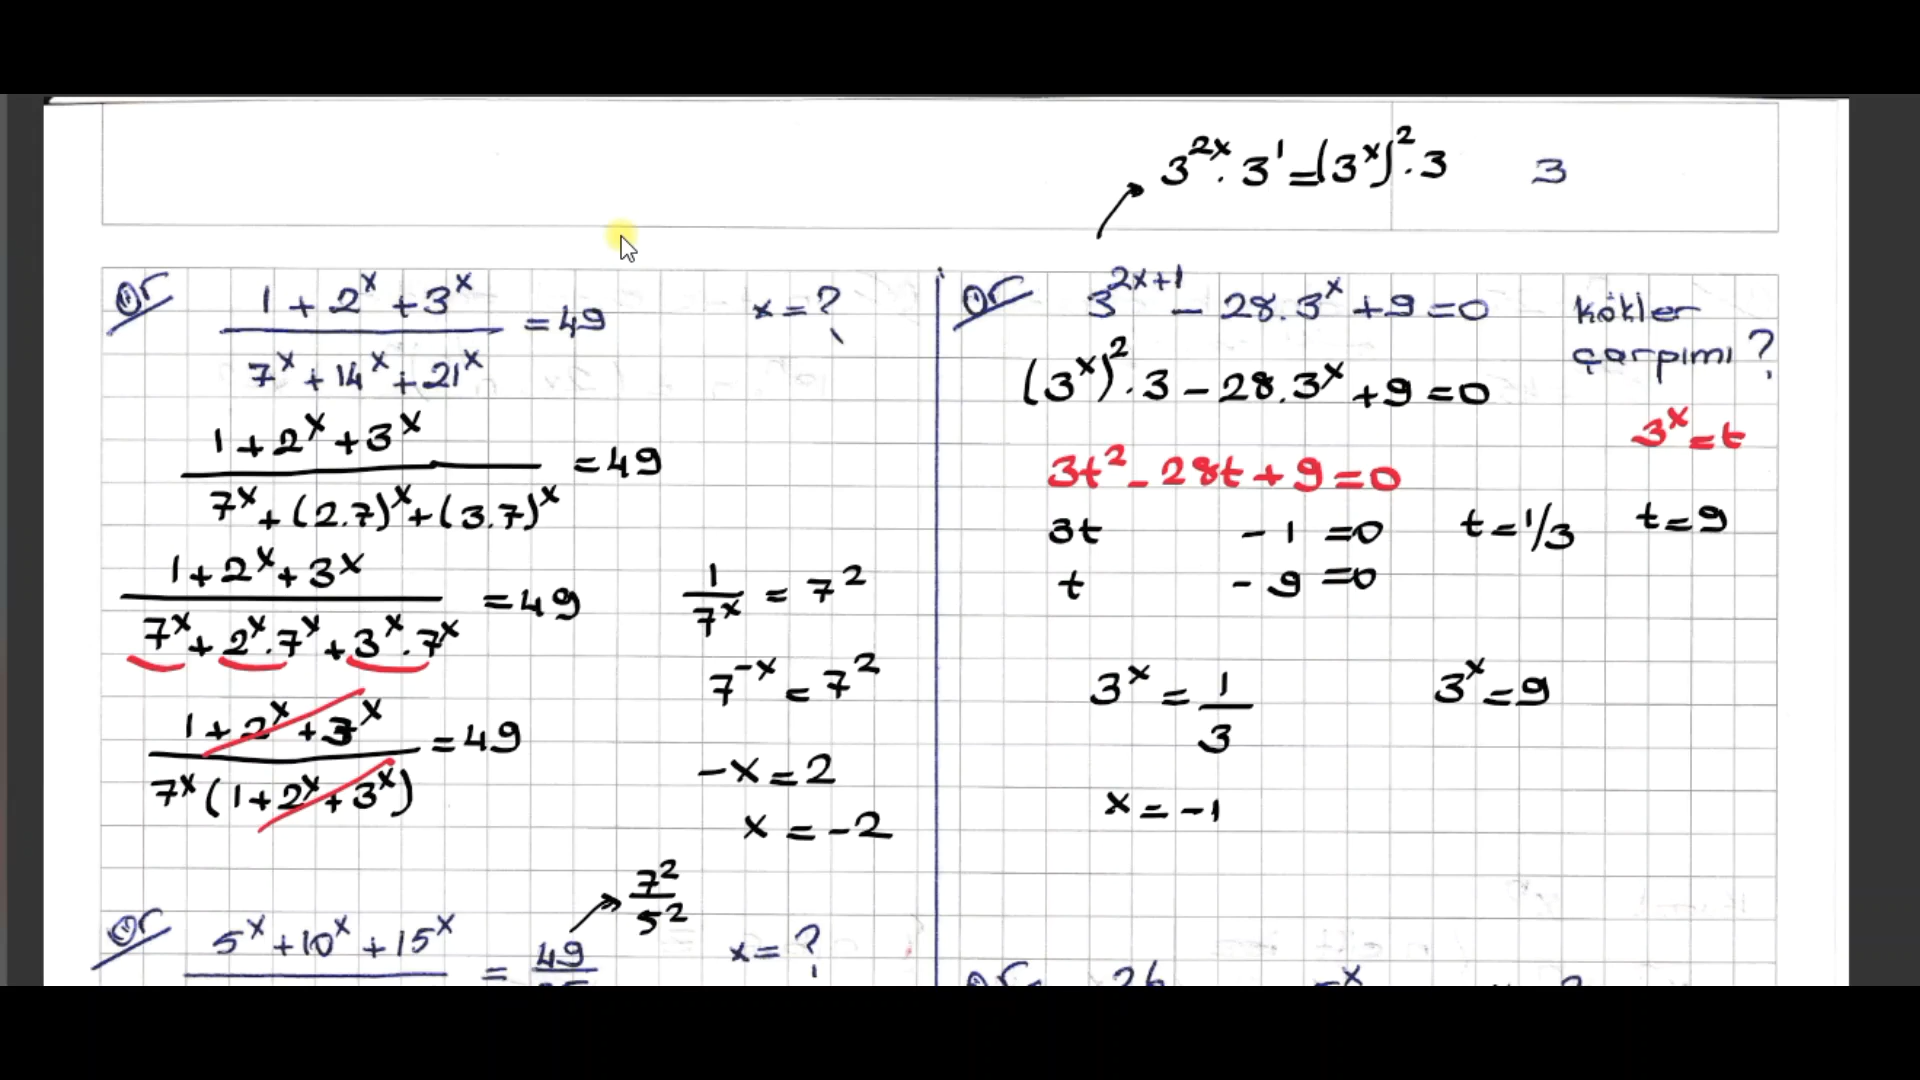 3^{2x} . 3^1 = (3^x)^2 . 3
3
Ör
(1 + 2^x + 3^x) / (7^x + 14^x + 21^x) = 49 x = ?
(1 + 2^x + 3^x) / (7^x + (2.7)^x + (3.7)^x) = 49
(1 + 2^x + 3^x) / (7^x + 2^x . 7^x + 3^x . 7^x) = 49
(1 + 2^x + 3^x) / (7^x (1 + 2^x + 3^x)) = 49
1 / 7^x = 7^2
7^{-x} = 7^2
-x = 2
x = -2
Ör
5^x + 10^x + 15^x = 49 x = ?
7^2 / 5^2
Ör 3^{2x+1} - 28 . 3^x + 9 = 0 kökler
çarpımı ?
(3^x)^2 . 3 - 28 . 3^x + 9 = 0
3^x = t
3t^2 - 28t + 9 = 0
3t - 1 = 0 t = 1/3 t = 9
t - 9 = 0
3^x = 1/3 3^x = 9
x = -1